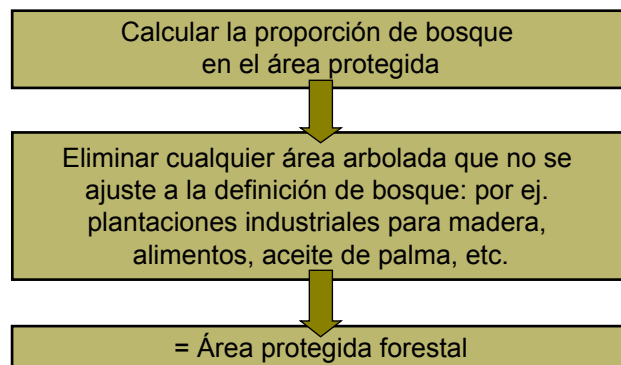 Calcular la proporción de bosque
en el área protegida
Eliminar cualquier área arbolada que no se
ajuste a la definición de bosque: por ej.
plantaciones industriales para madera,
alimentos, aceite de palma, etc.
= Área protegida forestal